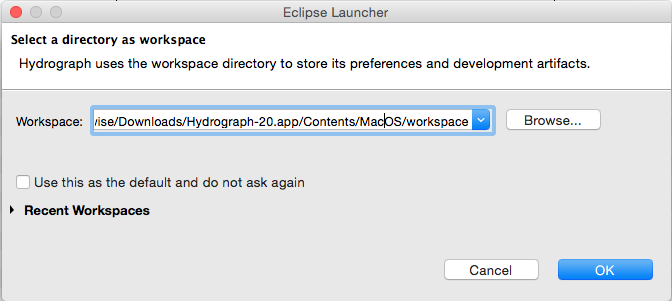 Eclipse Launcher
Select a directory as workspace
Hydrograph uses the workspace directory to store its preferences and development artifacts.
Workspace: vise/Downloads/Hydrograph-20.app/Contents/MacOS/workspace Browse...
Use this as the default and do not ask again
Recent Workspaces
Cancel OK